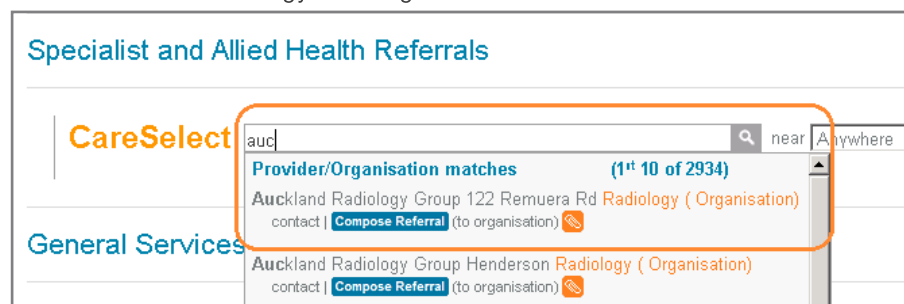 Specialist and Allied Health Referrals
CareSelect auc near Anywhere
Provider/Organisation matches (1st 10 of 2934)
Auckland Radiology Group 122 Remuera Rd Radiology ( Organisation)
contact | Compose Referral (to organisation)
General Services
Auckland Radiology Group Henderson Radiology ( Organisation)
contact | Compose Referral (to organisation)